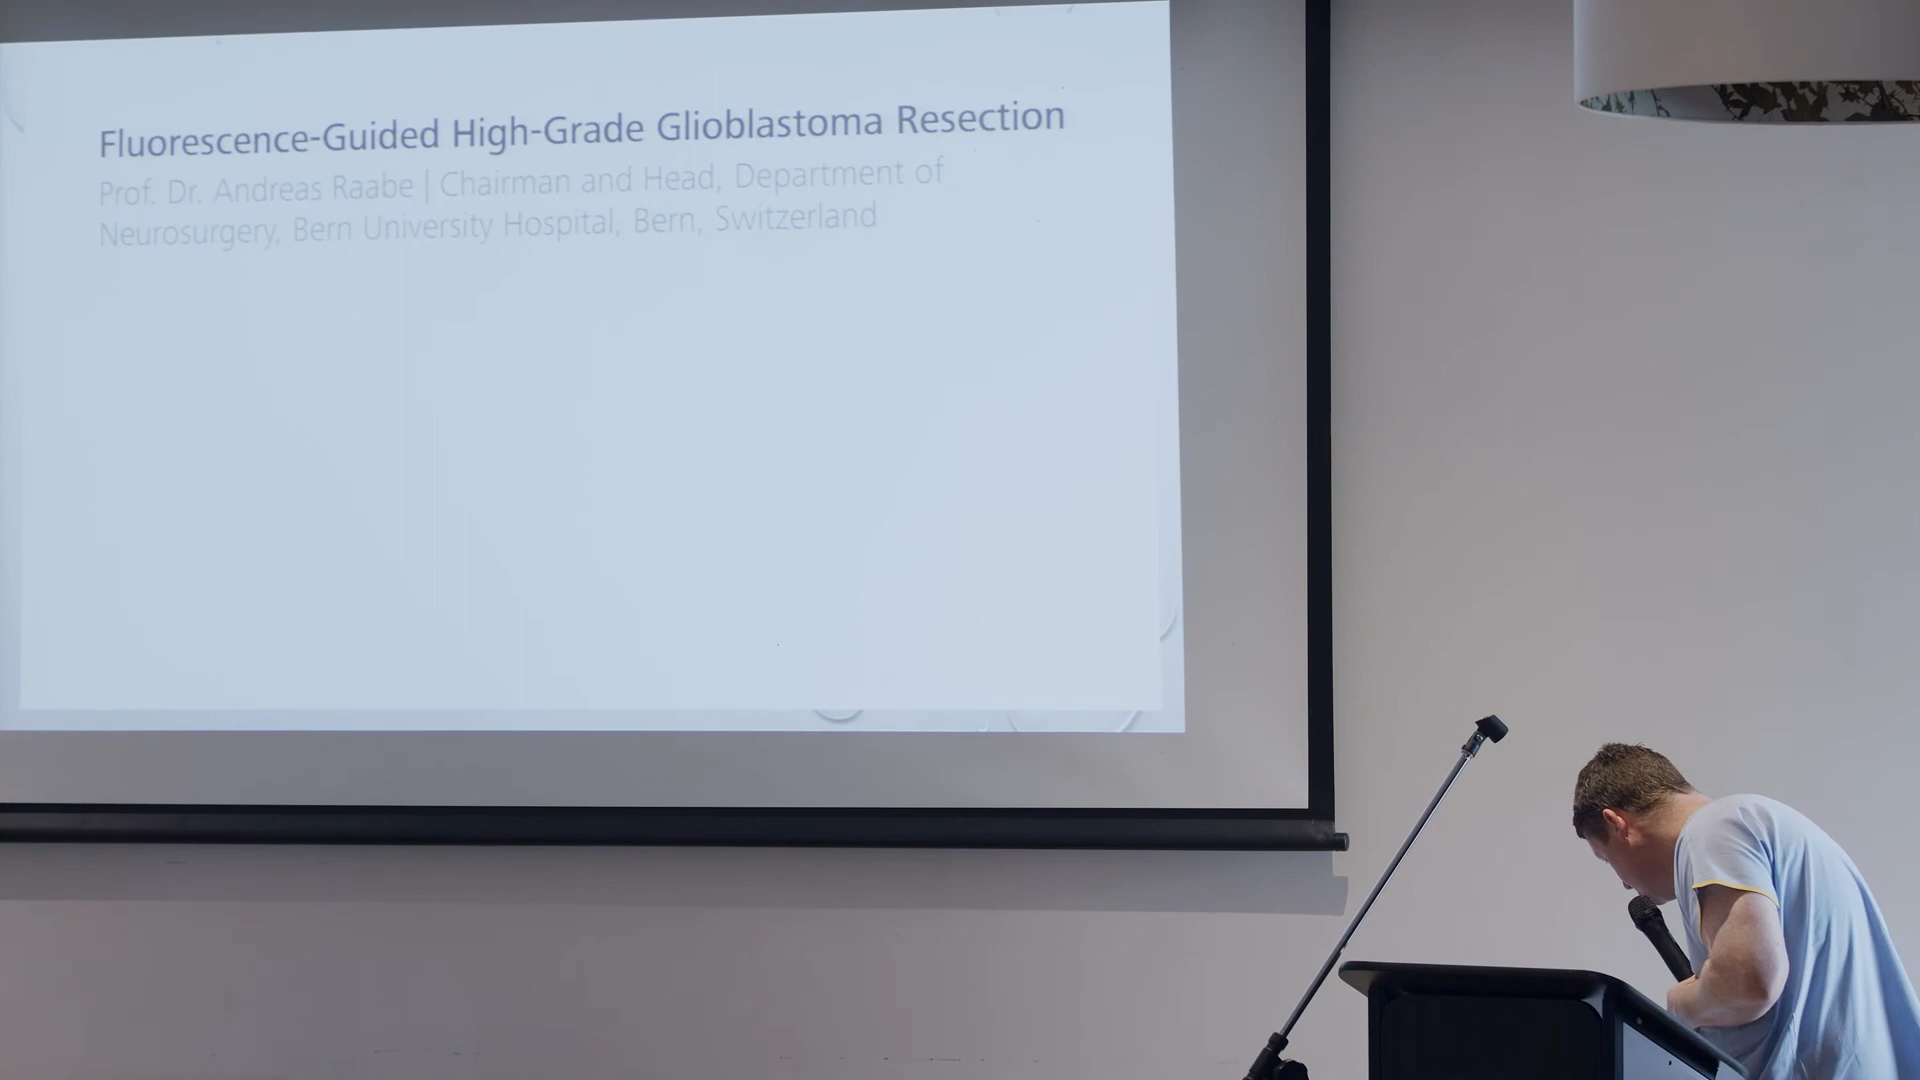 Fluorescence-Guided High-Grade Glioblastoma Resection
Prof. Dr. Andreas Raabe | Chairman and Head, Department of
Neurosurgery, Bern University Hospital, Bern, Switzerland